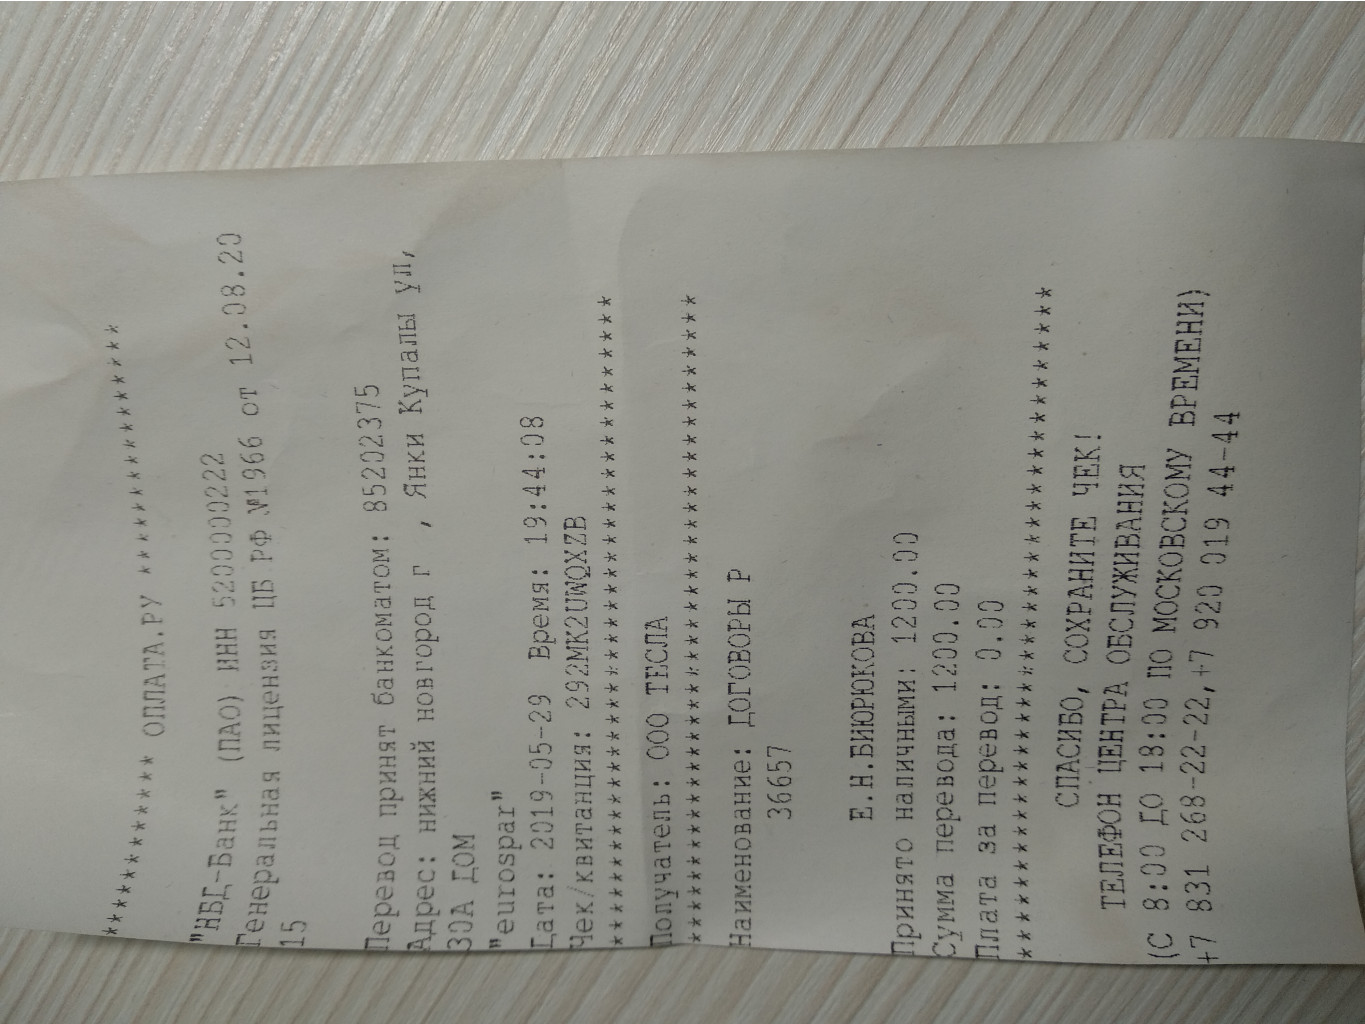 ************ ОПЛАТА.РУ ****************
"НБД-Банк" (ПАО) ИНН 5200000222
Генеральная лицензия ЦБ РФ №1966 от 12.08.20
15
Перевод принят банкоматом: 85202375
Адрес: нижний новгород г , Янки Купалы ул,
30А ДОМ
"eurospar"
Дата: 2019-05-29 Время: 19:44:08
Чек/квитанция: 292MK2UWQXZB
******************************************
Получатель: ООО ТЕСЛА
******************************************
Наименование: ДОГОВОРЫ Р
36657
Е.Н.БИЮРЮКОВА
Принято наличными: 1200.00
Сумма перевода: 1200.00
Плата за перевод: 0.00
******************************************
СПАСИБО, СОХРАНИТЕ ЧЕК!
ТЕЛЕФОН ЦЕНТРА ОБСЛУЖИВАНИЯ
(С 8:00 ДО 18:00 ПО МОСКОВСКОМУ ВРЕМЕНИ)
+7 831 268-22-22,+7 920 019 44-44